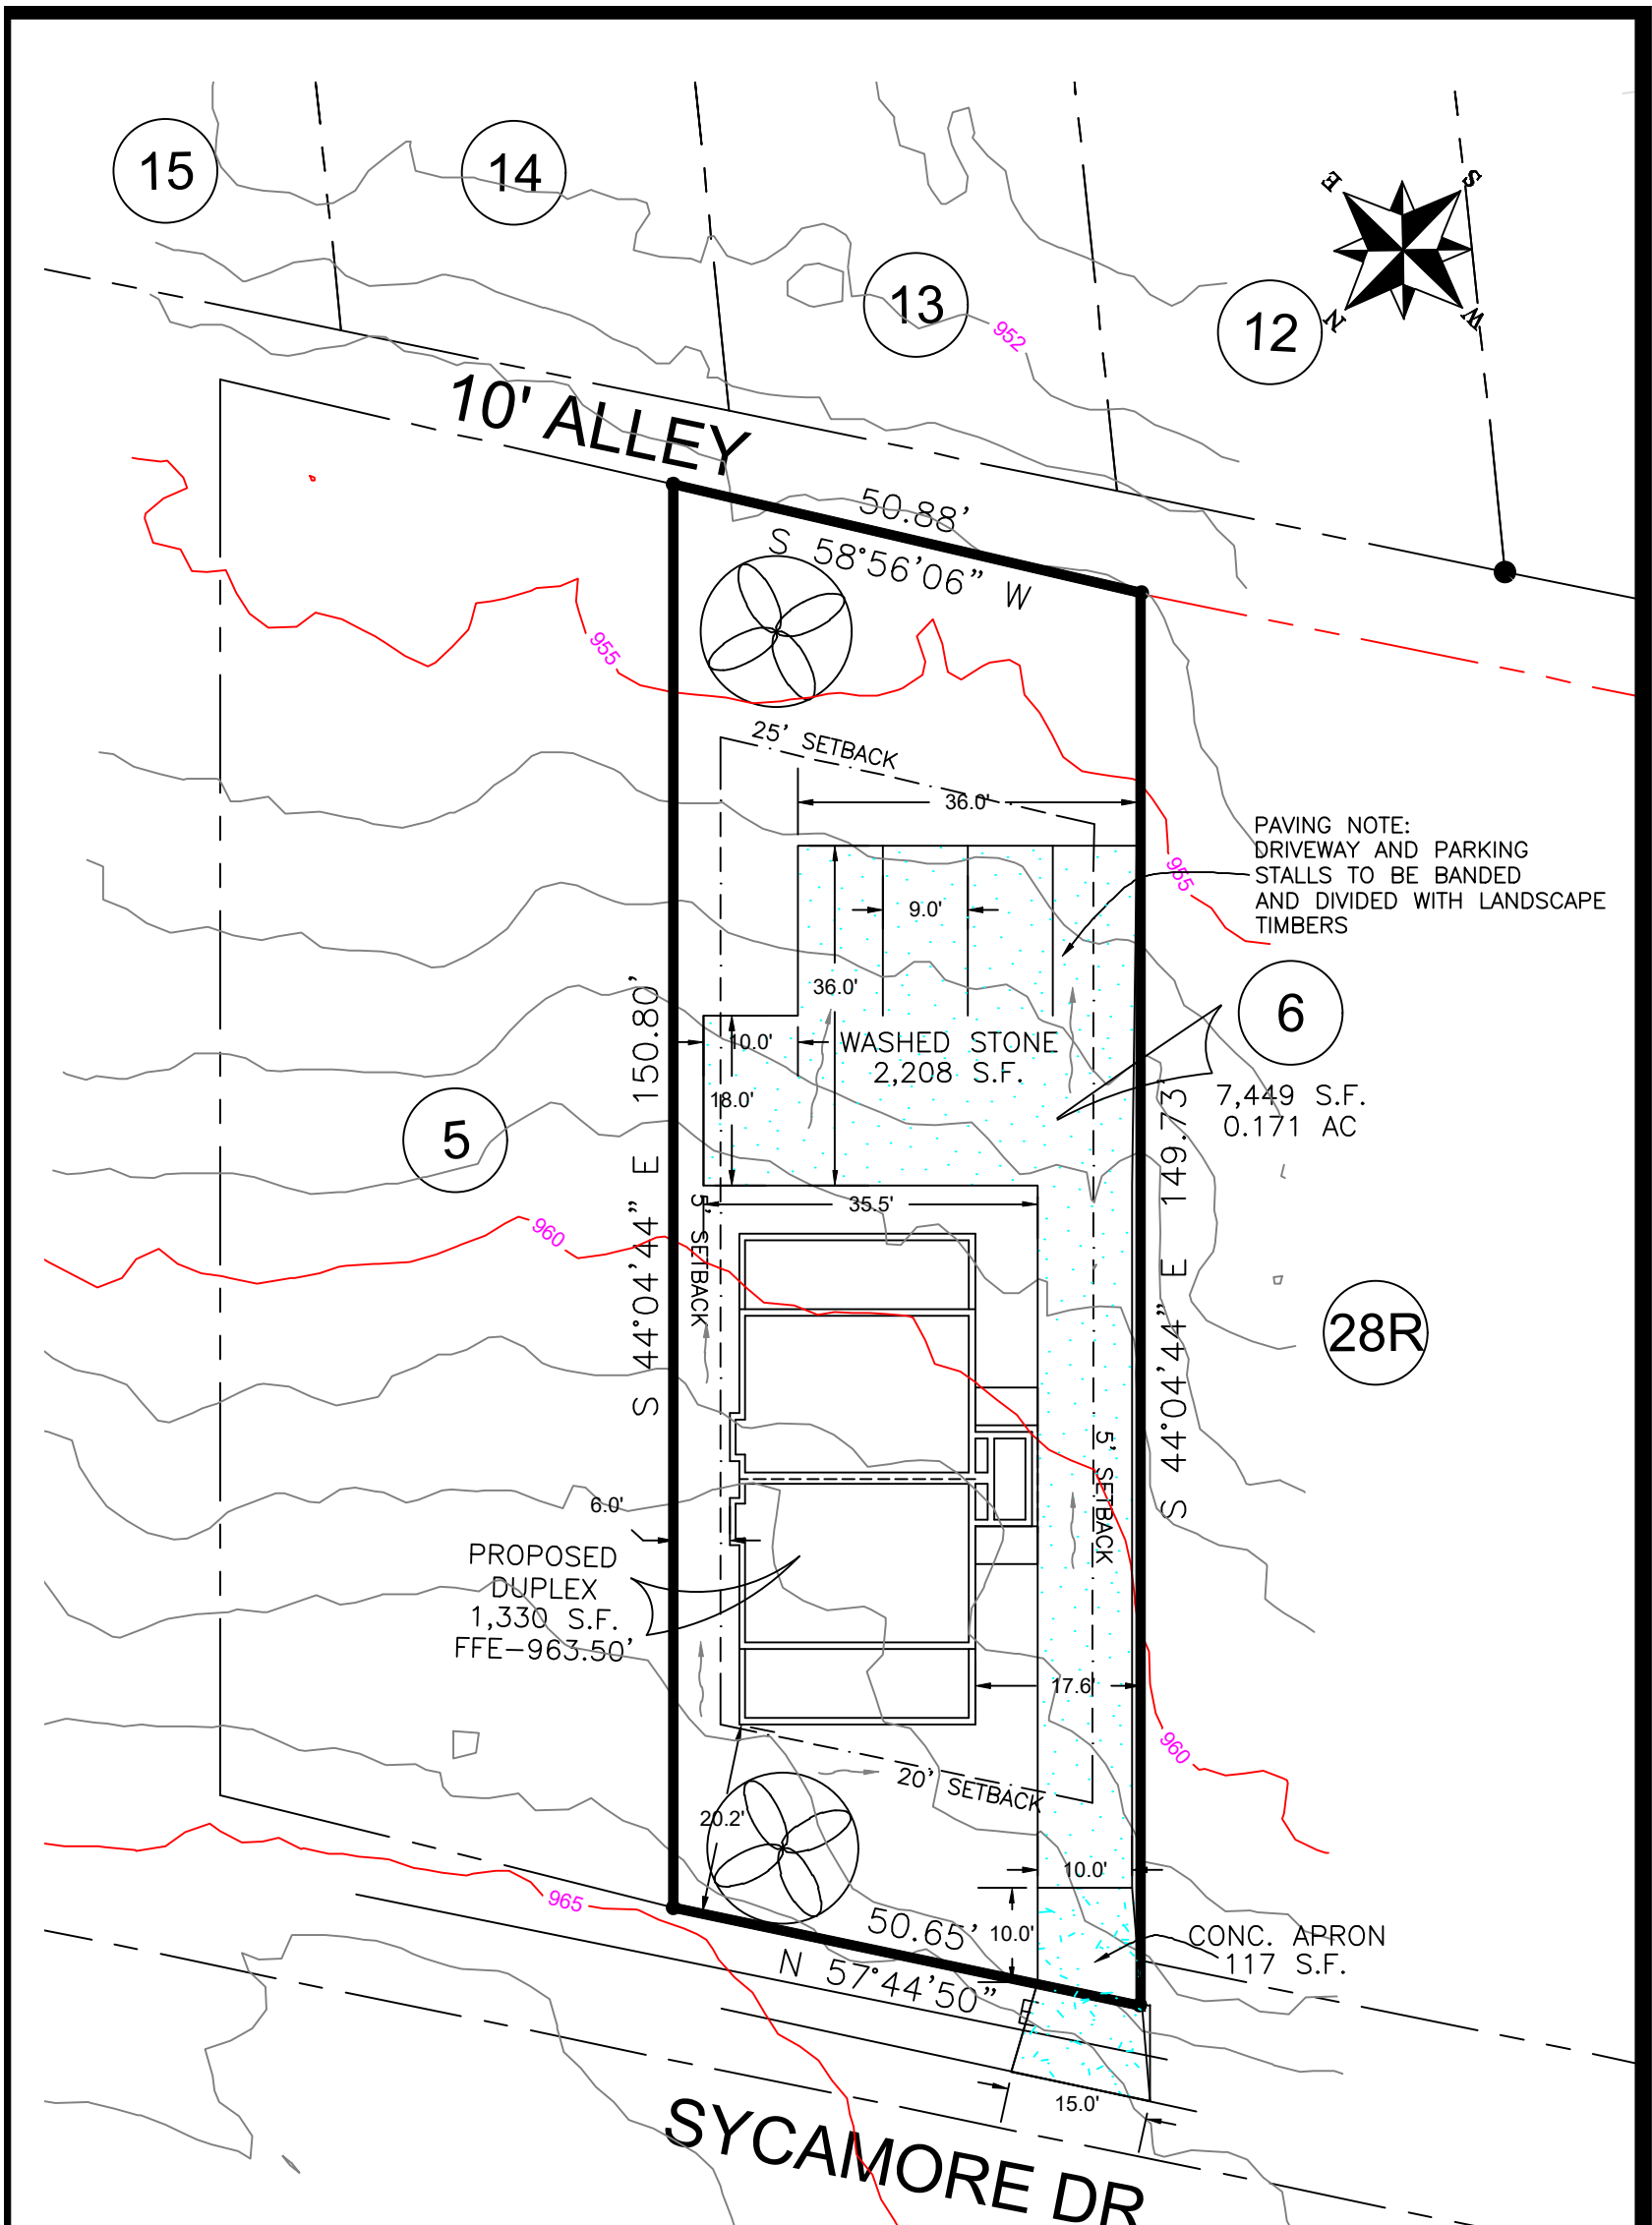 15
14
13
12
E
S
N
W
952
10' ALLEY
50.88'
S 58°56'06" W
955
25' SETBACK
36.0'
PAVING NOTE:
DRIVEWAY AND PARKING
STALLS TO BE BANDED
AND DIVIDED WITH LANDSCAPE
TIMBERS
955
9.0'
36.0'
6
7,449 S.F.
0.171 AC
10.0'
WASHED STONE
2,208 S.F.
18.0'
5
S 44°04'44" E 150.80'
S 44°04'44" E 149.73'
35.5'
5' SETBACK
960
28R
5' SETBACK
6.0'
PROPOSED
DUPLEX
1,330 S.F.
FFE-963.50'
17.6'
960
20' SETBACK
20.2'
10.0'
965
50.65'
10.0'
N 57°44'50" E
CONC. APRON
117 S.F.
15.0'
SYCAMORE DR